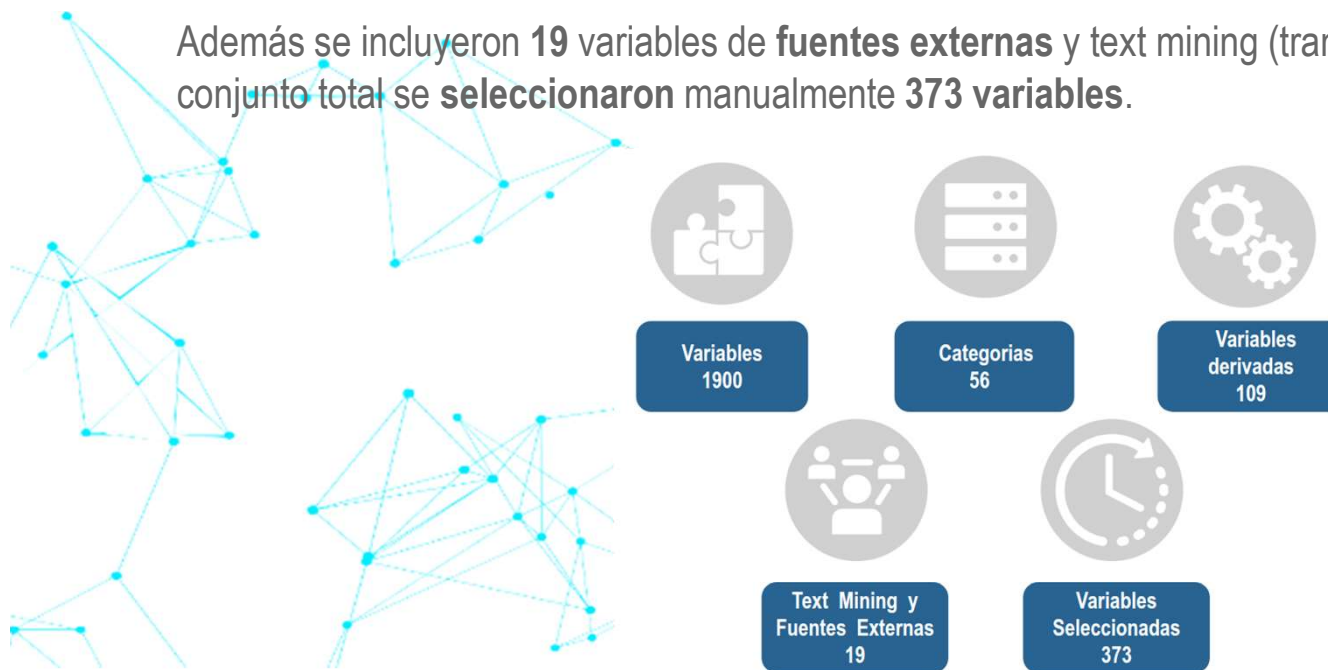 Además se incluyeron 19 variables de fuentes externas y text mining
conjunto total se seleccionaron manualmente 373 variables.
Variables
1900
Categorias
56
Variables
derivadas
109
Text Mining y
Fuentes Externas
19
Variables
Seleccionadas
373